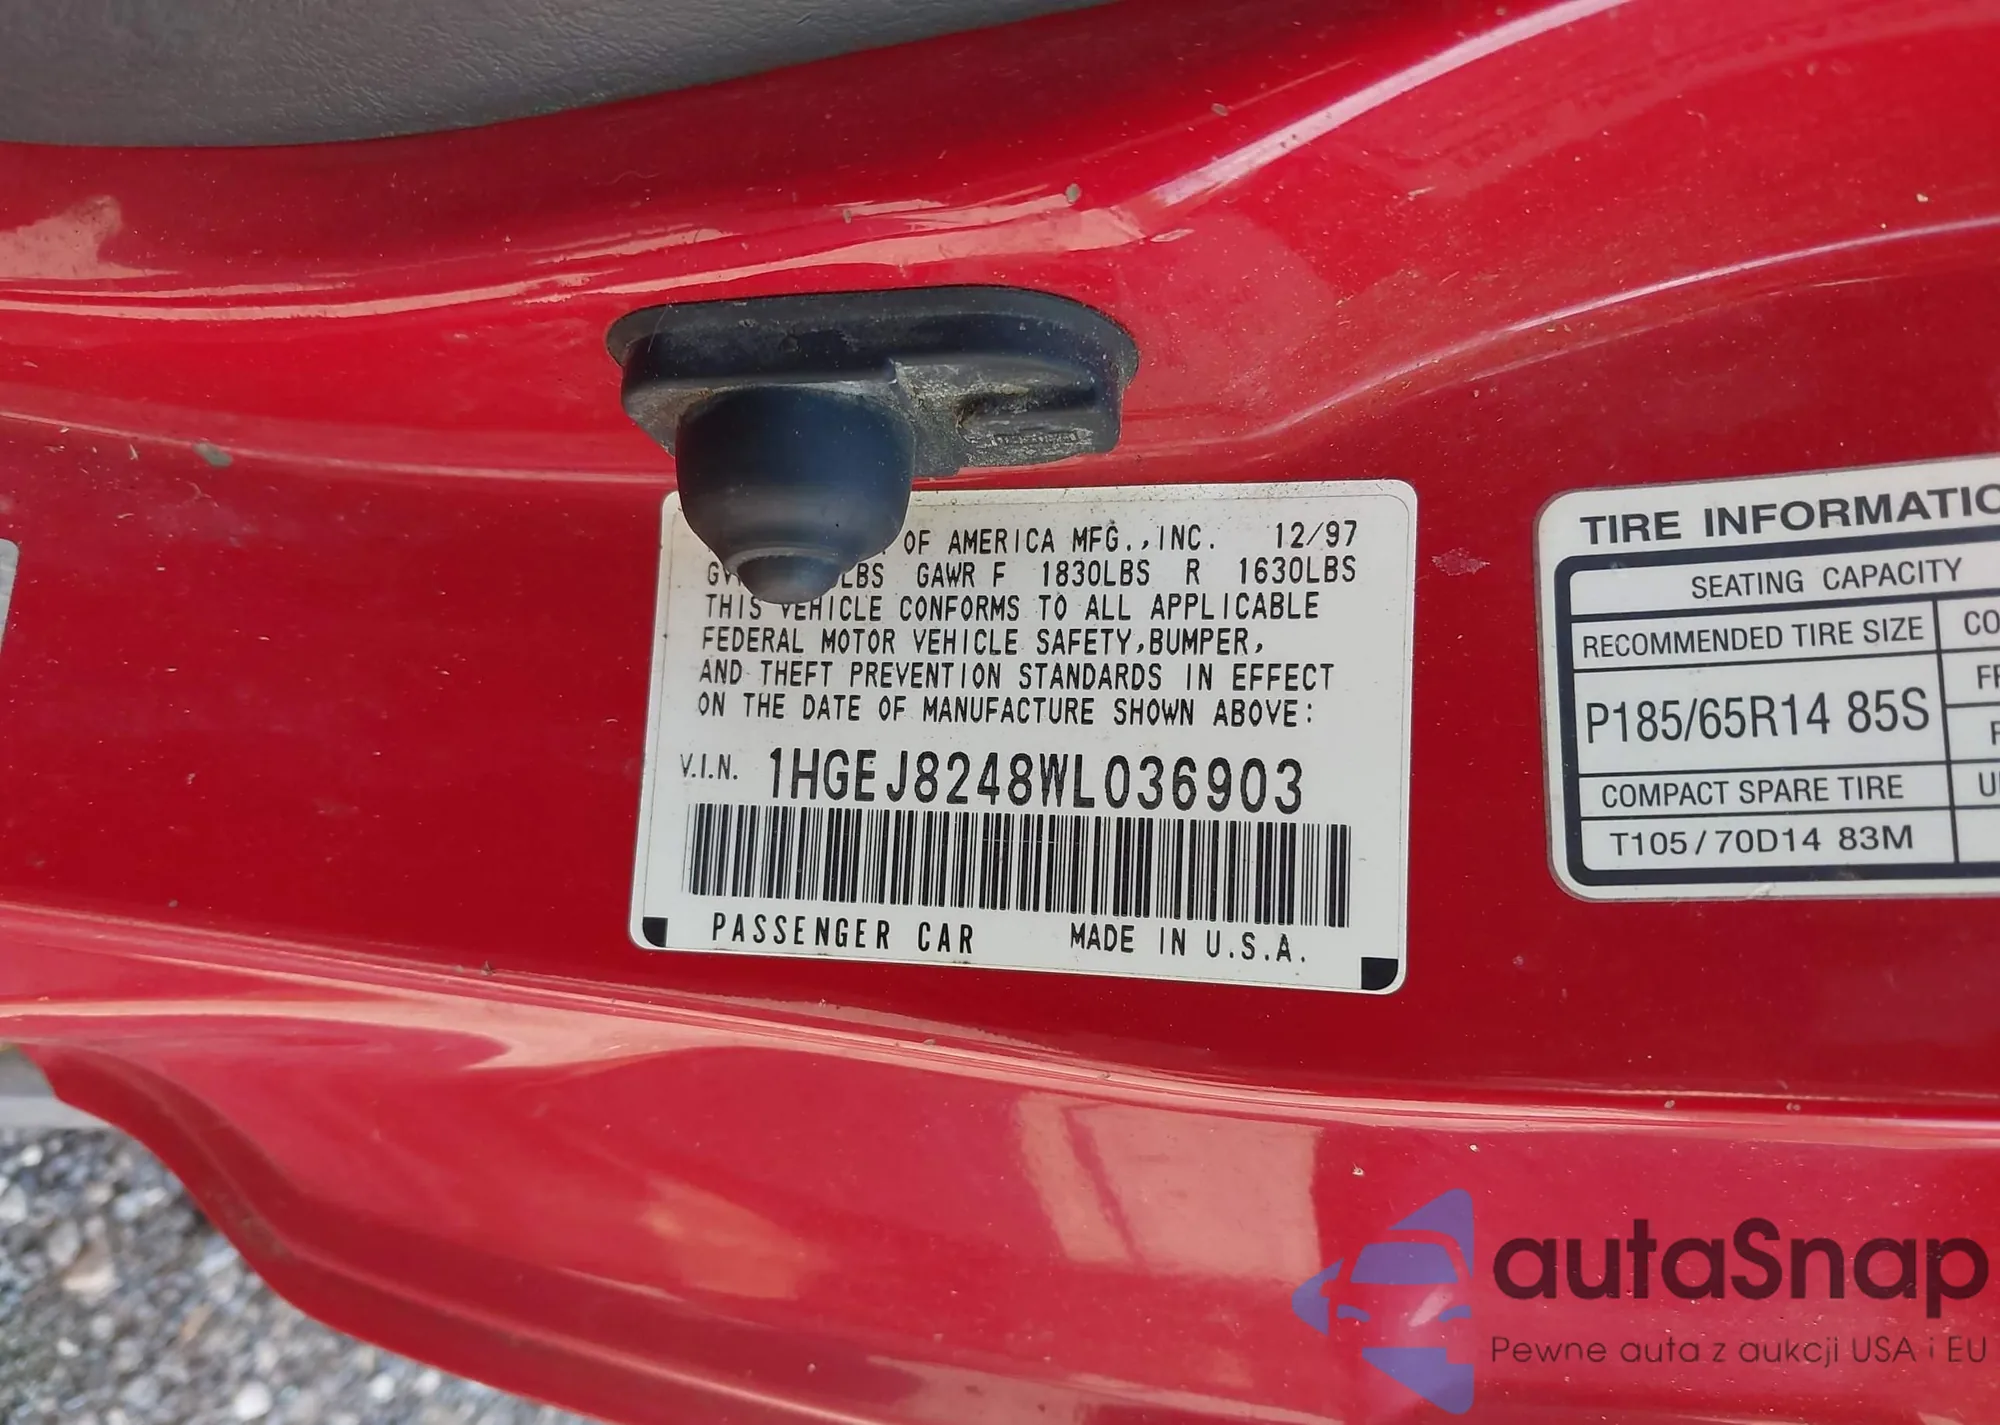 OF AMERICA MFG.,INC. 12/97
LBS GAWR F 1830LBS R 1630LBS
THIS VEHICLE CONFORMS TO ALL APPLICABLE
FEDERAL MOTOR VEHICLE SAFETY,BUMPER,
AND THEFT PREVENTION STANDARDS IN EFFECT
ON THE DATE OF MANUFACTURE SHOWN ABOVE:
V.I.N. 1HGEJ8248WL036903
PASSENGER CAR MADE IN U.S.A.
TIRE INFORMATIO
SEATING CAPACITY
RECOMMENDED TIRE SIZE CO
P185/65R14 85S
COMPACT SPARE TIRE
T105/70D14 83M
autaSnap
Pewne auta z aukcji USA i EU